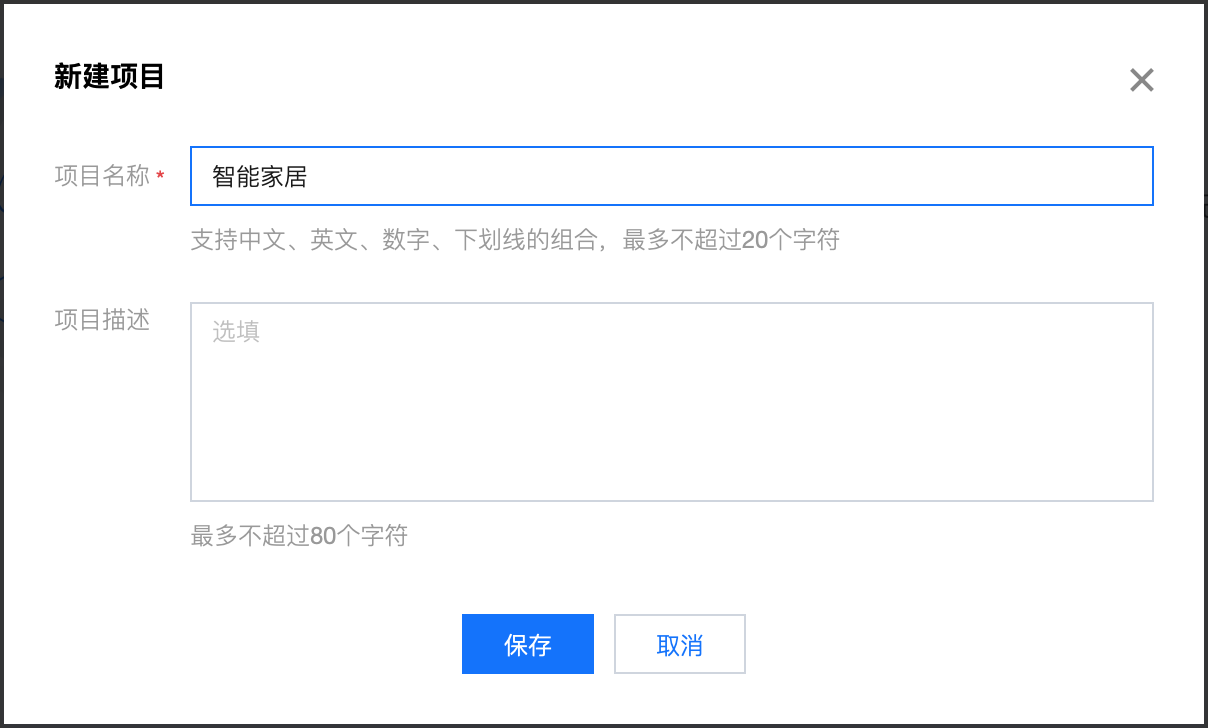 新建项目
项目名称 *
智能家居
支持中文、英文、数字、下划线的组合，最多不超过20个字符
项目描述
选填
最多不超过80个字符
保存
取消